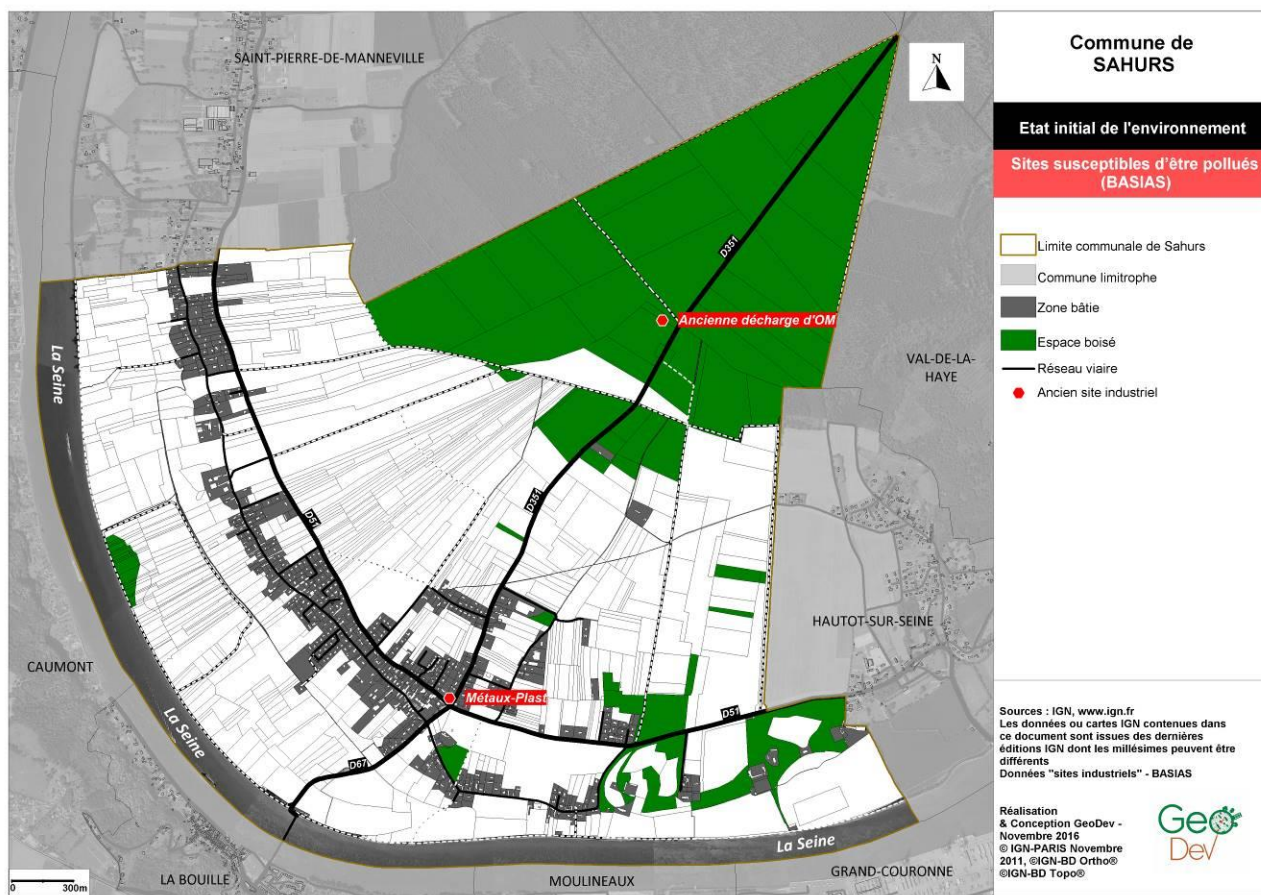 SAINT-PIERRE-DE-MANNEVILLE
N
D351
Ancienne décharge d'OM
VAL-DE-LA-
HAYE
La Seine
D51
D351
HAUTOT-SUR-SEINE
CAUMONT
Métaux-Plast
D51
La Seine
D67
La Seine
GRAND-COURONNE
LA BOUILLE
MOULINEAUX
0 300m
Commune de
SAHURS
Etat initial de l'environnement
Sites susceptibles d'être pollués
(BASIAS)
Limite communale de Sahurs
Commune limitrophe
Zone bâtie
Espace boisé
Réseau viaire
Ancien site industriel
Sources : IGN, www.ign.fr
Les données ou cartes IGN contenues dans
ce document sont issues des dernières
éditions IGN dont les millésimes peuvent être
différents
Données "sites industriels" - BASIAS
Réalisation
& Conception GeoDev -
Novembre 2016
© IGN-PARIS Novembre
2011, ©IGN-BD Ortho®
©IGN-BD Topo®
Geo
Dev